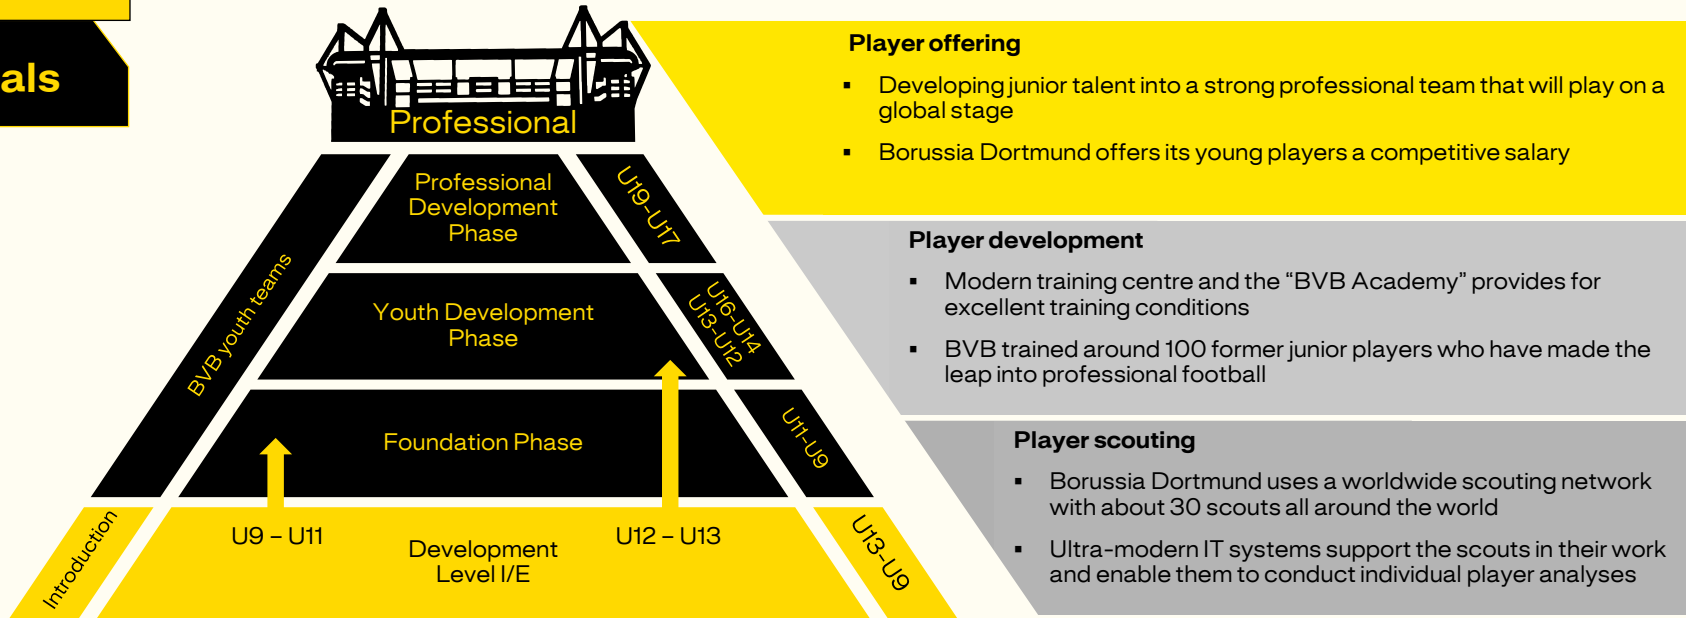 als
Professional
Professional
Development
Phase
U19-U17
BVB youth teams
Youth Development
Phase
U16-U14
U13-U12
Foundation Phase
U11-U9
Introduction
U9 – U11
Development
Level I/E
U12 – U13
U13-U9
Player offering
▪ Developing junior talent into a strong professional team that will play on a
global stage
▪ Borussia Dortmund offers its young players a competitive salary
Player development
▪ Modern training centre and the “BVB Academy” provides for
excellent training conditions
▪ BVB trained around 100 former junior players who have made the
leap into professional football
Player scouting
▪ Borussia Dortmund uses a worldwide scouting network
with about 30 scouts all around the world
▪ Ultra-modern IT systems support the scouts in their work
and enable them to conduct individual player analyses